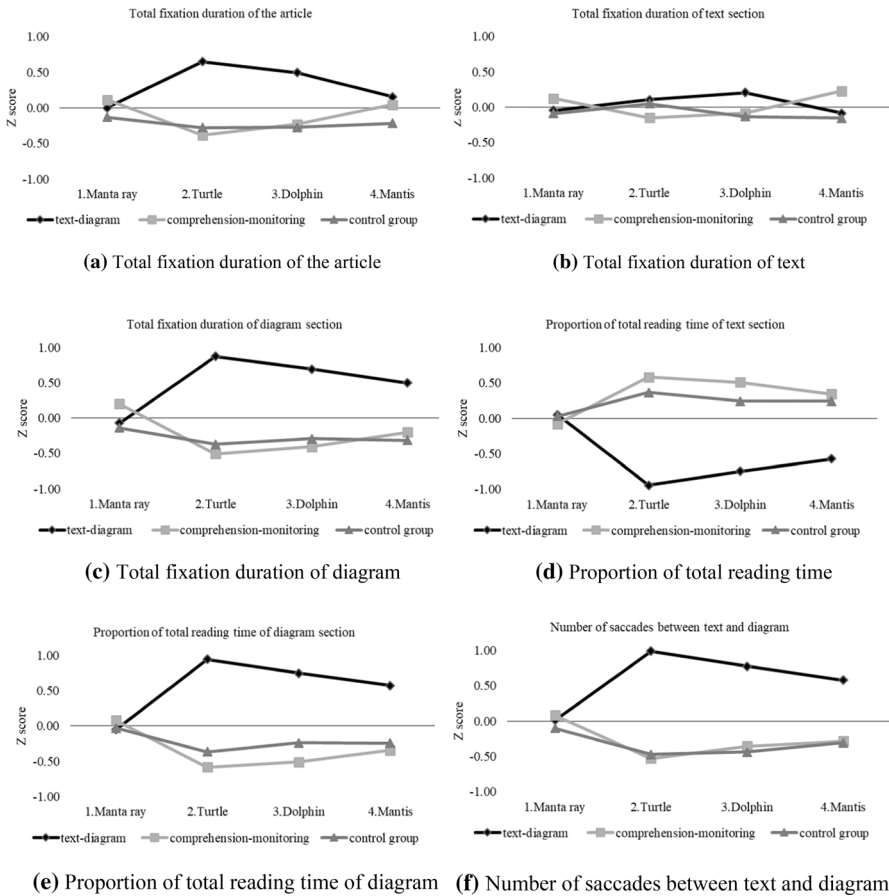 Total fixation duration of the article
1.00
0.50
0.00
-0.50
-1.00
Z score
1.Manta ray 2.Turtle 3.Dolphin 4.Mantis
text-diagram comprehension-monitoring control group
(a) Total fixation duration of the article
Total fixation duration of text section
1.00
0.50
0.00
-0.50
-1.00
Z score
1.Manta ray 2.Turtle 3.Dolphin 4.Mantis
text-diagram comprehension-monitoring control group
(b) Total fixation duration of text
Total fixation duration of diagram section
1.00
0.50
0.00
-0.50
-1.00
Z score
1.Manta ray 2.Turtle 3.Dolphin 4.Mantis
text-diagram comprehension-monitoring control group
(c) Total fixation duration of diagram
Proportion of total reading time of text section
1.00
0.50
0.00
-0.50
-1.00
Z score
1.Manta ray 2.Turtle 3.Dolphin 4.Mantis
text-diagram comprehension-monitoring control group
(d) Proportion of total reading time
Proportion of total reading time of diagram section
1.00
0.50
0.00
-0.50
-1.00
Z score
1.Manta ray 2.Turtle 3.Dolphin 4.Mantis
text-diagram comprehension-monitoring control group
(e) Proportion of total reading time of diagram
Number of saccades between text and diagram
1.00
0.50
0.00
-0.50
-1.00
Z score
1.Manta ray 2.Turtle 3.Dolphin 4.Mantis
text-diagram comprehension-monitoring control group
(f) Number of saccades between text and diagram